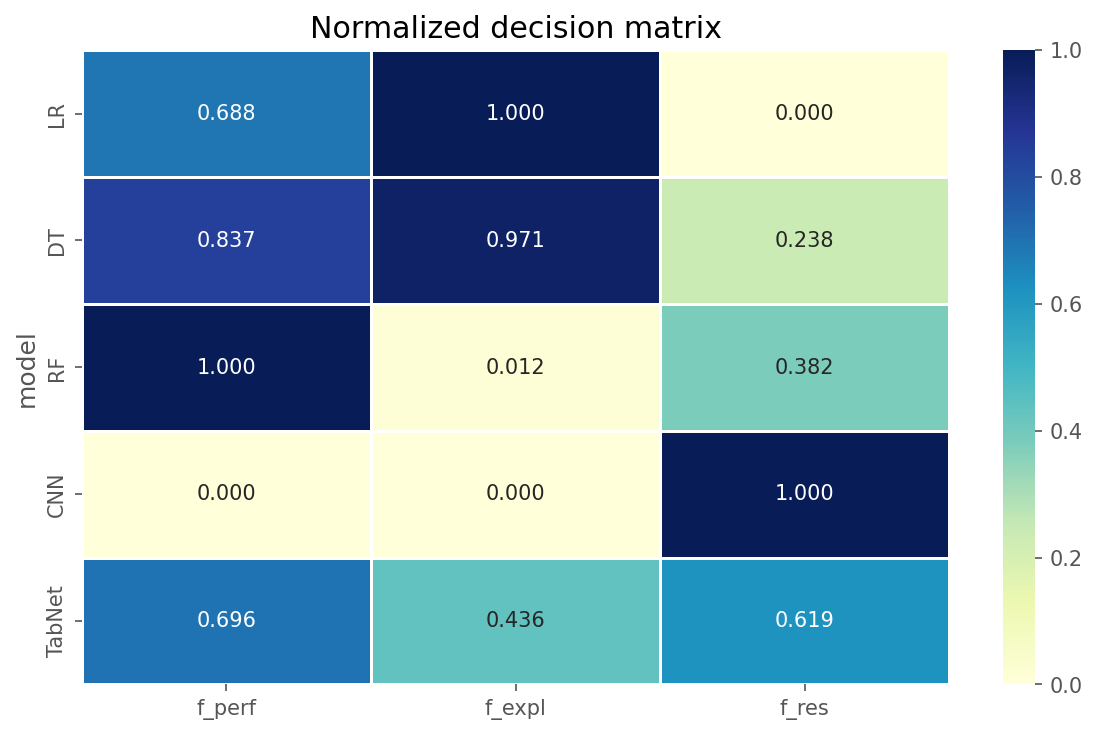 Normalized decision matrix
model
LR 0.688 1.000 0.000
DT 0.837 0.971 0.238
RF 1.000 0.012 0.382
CNN 0.000 0.000 1.000
TabNet 0.696 0.436 0.619
f_perf f_expl f_res
1.0
0.8
0.6
0.4
0.2
0.0